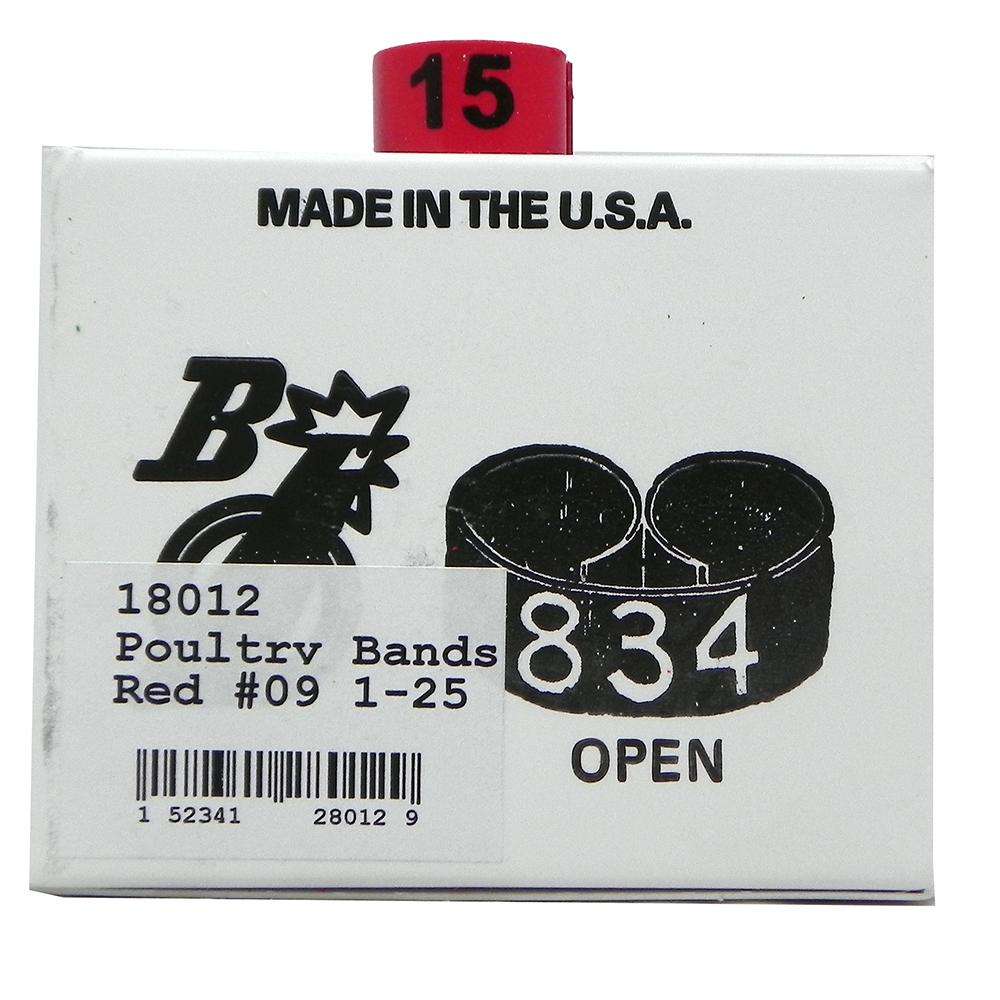 15
MADE IN THE U.S.A.
B
834
18012
Poultry Bands
Red #09 1-25
OPEN
1 52341 28012 9